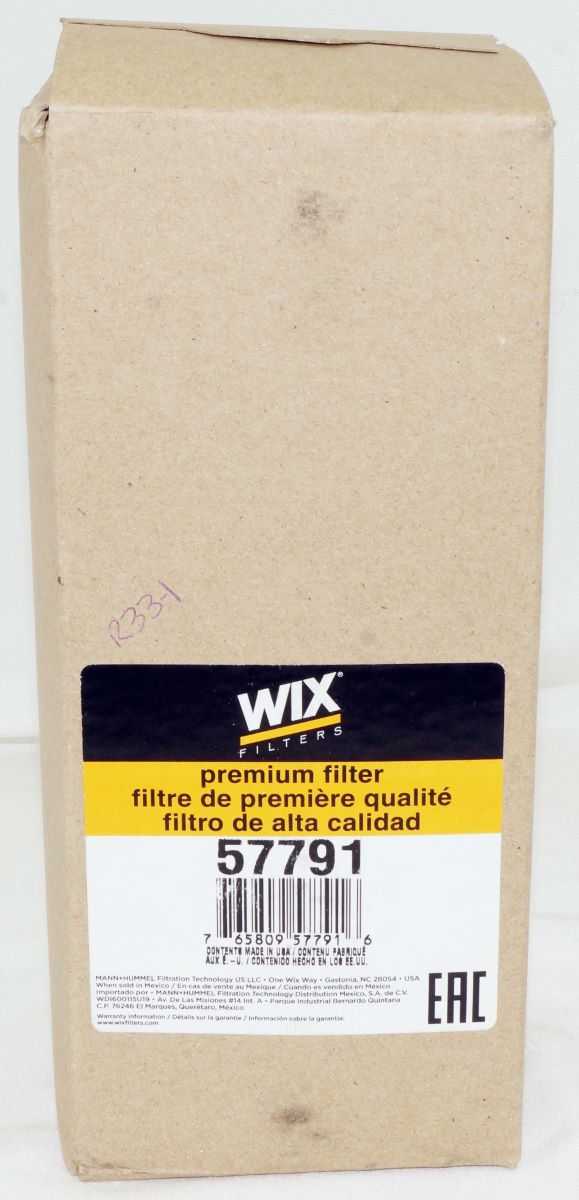 R33-1
WIX®
FILTERS
premium filter
filtre de première qualité
filtro de alta calidad
57791
7 65809 57791 6
CONTENTS MADE IN USA / CONTENU FABRIQUÉ
AUX É.-U. / CONTENIDO HECHO EN LOS EE.UU.
MANN+HUMMEL Filtration Technology US LLC • One Wix Way • Gastonia, NC 28054 • USA
When sold in Mexico / En cas de vente au Mexique / Cuando es vendido en México
Importado por • MANN+HUMMEL Filtration Technology Distribution Mexico, S.A. de C.V.
WDI600115U19 • Av. De Las Misiones #14 Int. A • Parque Industrial Bernardo Quintana
C.P. 76246 El Marques, Querétaro, México
Warranty information / Détails sur la garantie / Información sobre la garantía:
www.wixfilters.com
EAC